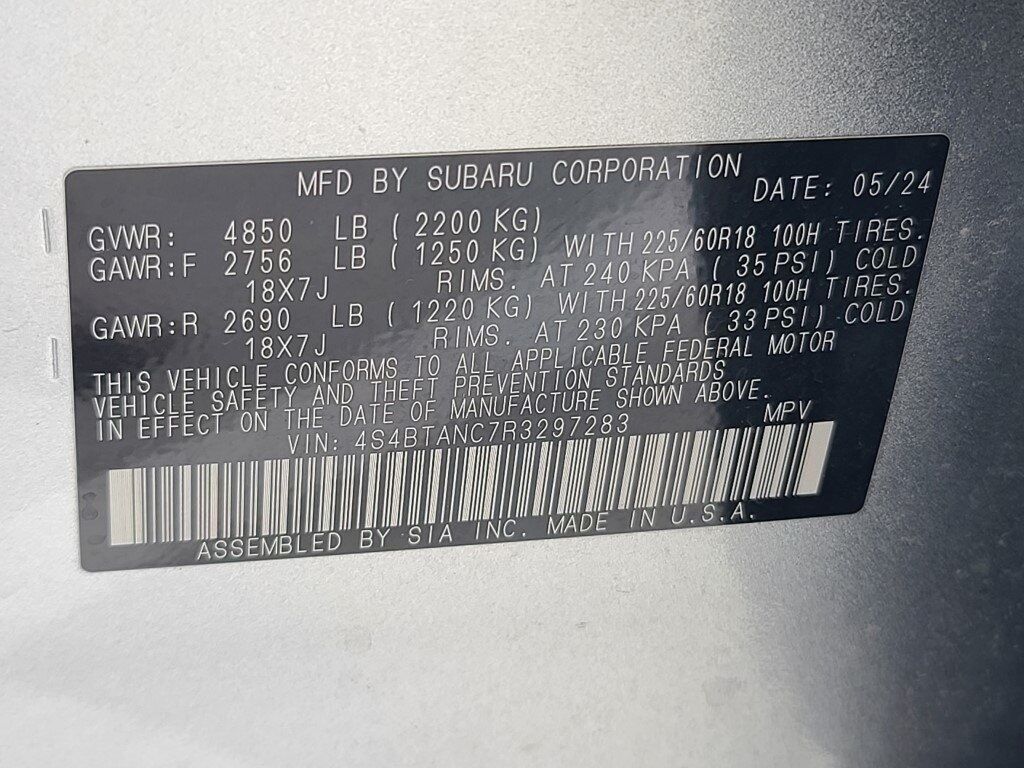 MFD BY SUBARU CORPORATION DATE: 05/24
GVWR: 4850 LB ( 2200 KG)
GAWR:F 2756 LB ( 1250 KG) WITH 225/60R18 100H TIRES.
18X7J RIMS. AT 240 KPA ( 35 PSI) COLD
GAWR:R 2690 LB ( 1220 KG) WITH 225/60R18 100H TIRES.
18X7J RIMS. AT 230 KPA ( 33 PSI) COLD
THIS VEHICLE CONFORMS TO ALL APPLICABLE FEDERAL MOTOR
VEHICLE SAFETY AND THEFT PREVENTION STANDARDS
IN EFFECT ON THE DATE OF MANUFACTURE SHOWN ABOVE.
VIN: 4S4BTANC7R3297283 MPV
ASSEMBLED BY SIA INC. MADE IN U.S.A.